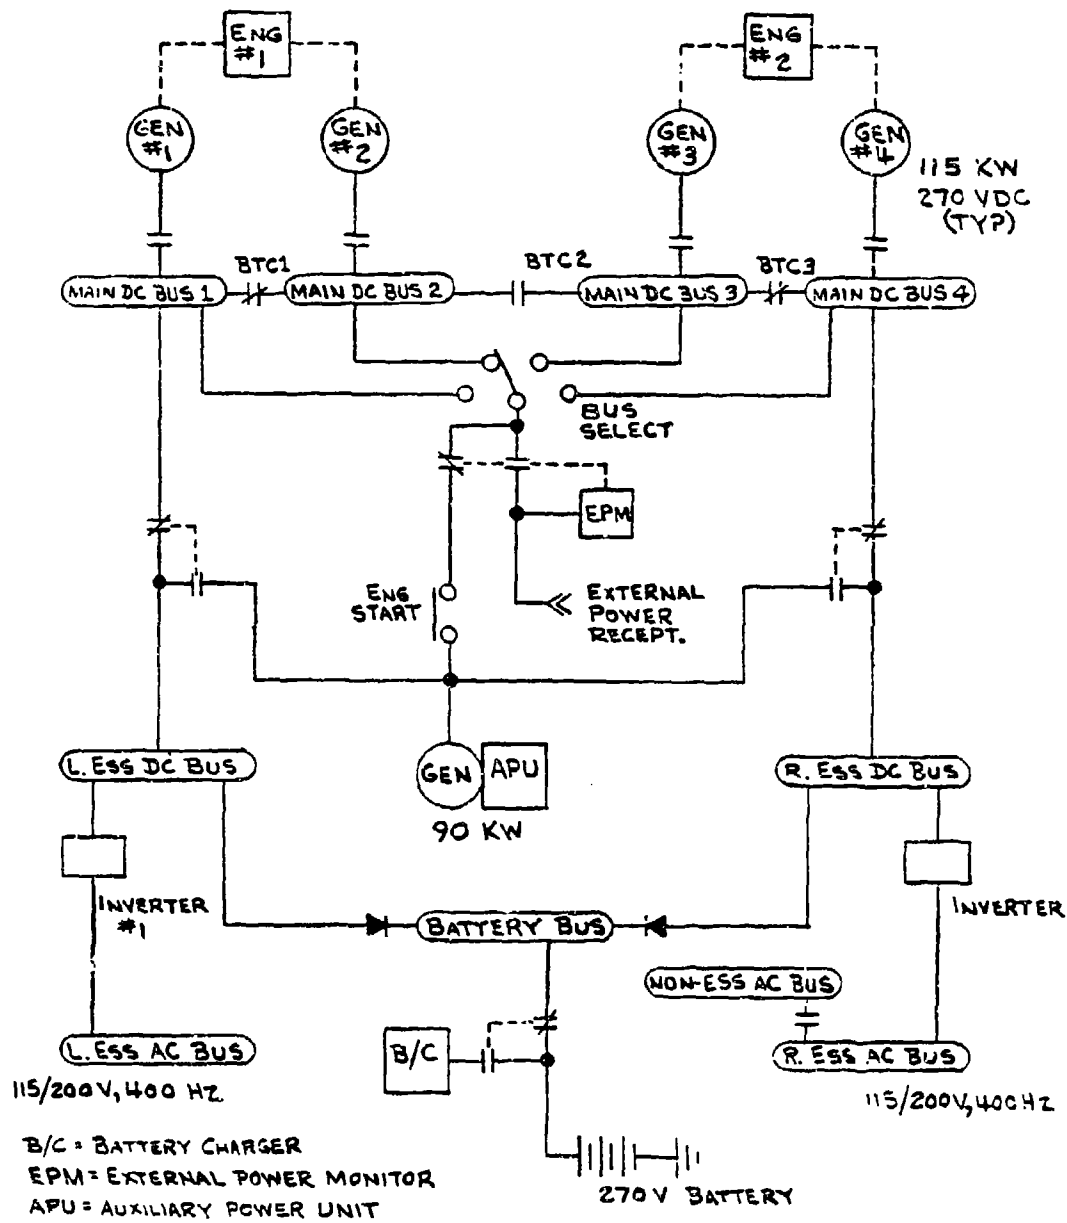 ENG
#1
ENG
#2
GEN
#1
GEN
#2
GEN
#3
GEN
#4
115 KW
270 VDC
(TYP)
BTC1
BTC2
BTC3
MAIN DC BUS 1
MAIN DC BUS 2
MAIN DC BUS 3
MAIN DC BUS 4
BUS
SELECT
EPM
ENG
START
EXTERNAL
POWER
RECEPT.
L. ESS DC BUS
GEN
APU
R. ESS DC BUS
90 KW
INVERTER
#1
BATTERY BUS
INVERTER
NON-ESS AC BUS
L. ESS AC BUS
B/C
R. ESS AC BUS
115/200V, 400 HZ
115/200V, 400HZ
B/C = BATTERY CHARGER
EPM = EXTERNAL POWER MONITOR
APU = AUXILIARY POWER UNIT
270 V BATTERY